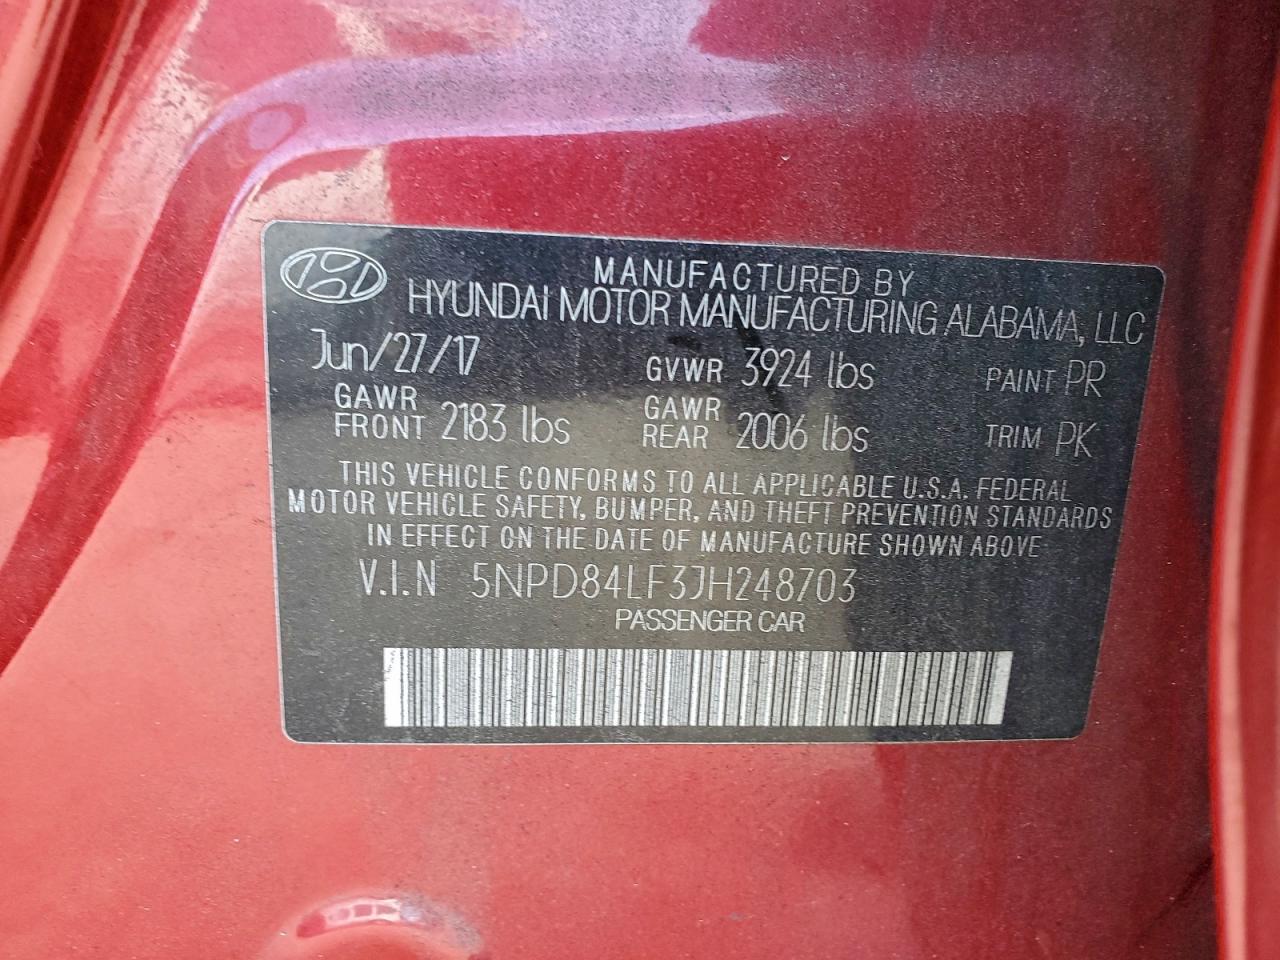 MANUFACTURED BY
HYUNDAI MOTOR MANUFACTURING ALABAMA, LLC
Jun/27/17 GVWR 3924 lbs PAINT PR
GAWR FRONT 2183 lbs GAWR REAR 2006 lbs TRIM PK
THIS VEHICLE CONFORMS TO ALL APPLICABLE U.S.A. FEDERAL
MOTOR VEHICLE SAFETY, BUMPER, AND THEFT PREVENTION STANDARDS
IN EFFECT ON THE DATE OF MANUFACTURE SHOWN ABOVE
V.I.N 5NPD84LF3JH248703
PASSENGER CAR